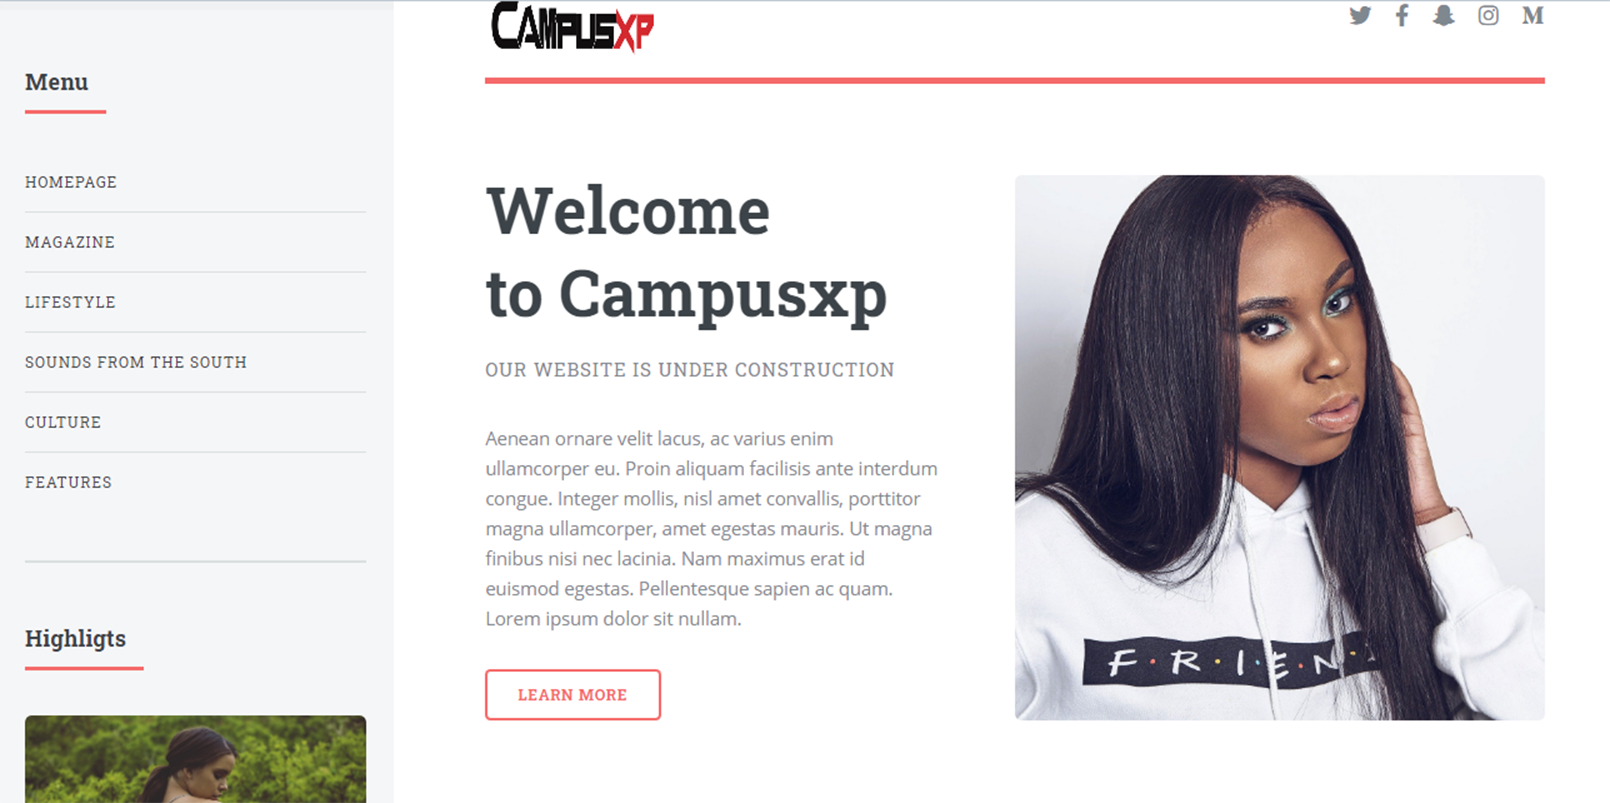 CAMPUSXP
Menu
HOMEPAGE
MAGAZINE
LIFESTYLE
SOUNDS FROM THE SOUTH
CULTURE
FEATURES
Highligts
Welcome
to Campusxp
OUR WEBSITE IS UNDER CONSTRUCTION
Aenean ornare velit lacus, ac varius enim
ullamcorper eu. Proin aliquam facilisis ante interdum
congue. Integer mollis, nisl amet convallis, porttitor
magna ullamcorper, amet egestas mauris. Ut magna
finibus nisi nec lacinia. Nam maximus erat id
euismod egestas. Pellentesque sapien ac quam.
Lorem ipsum dolor sit nullam.
LEARN MORE
F·R·I·E·N·